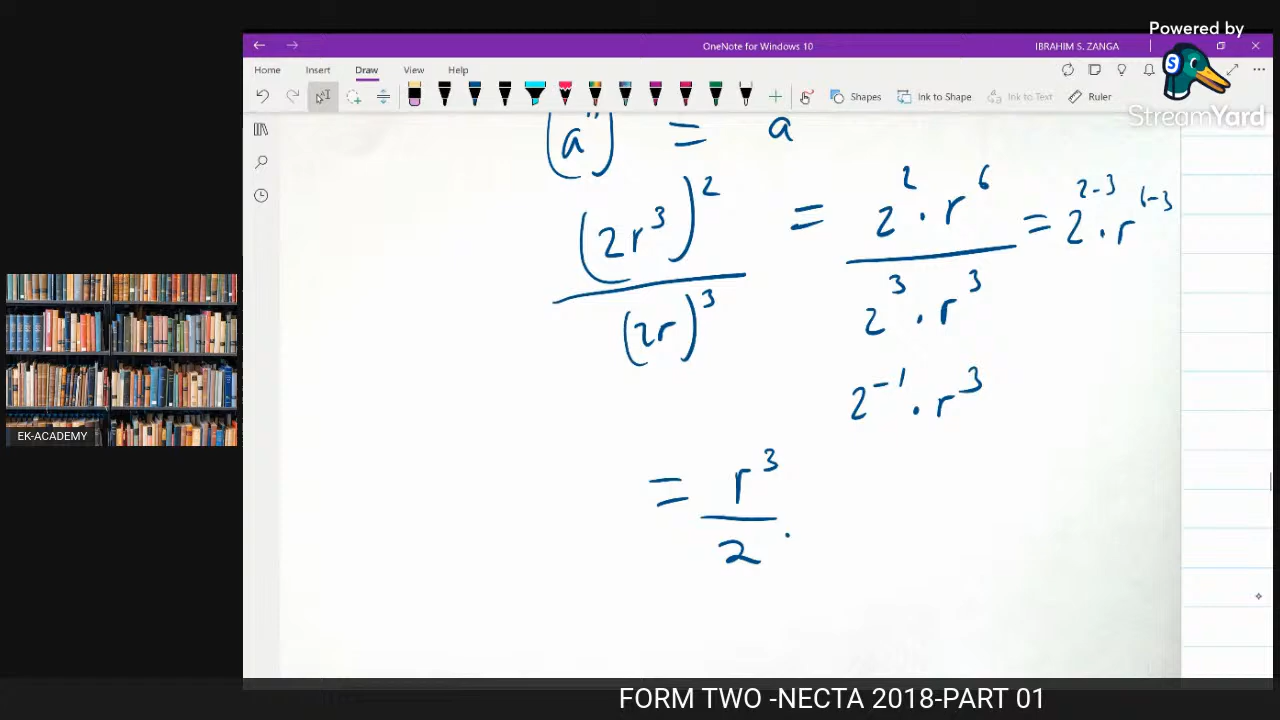 Powered by
StreamYard
OneNote for Windows 10
IBRAHIM S. ZANGA
Home Insert Draw View Help
Shapes Ink to Shape Ink to Text Ruler
(aⁿ) = a
(2r³)² / (2r)³ = 2² · r⁶ / 2³ · r³ = 2²⁻³ · r⁶⁻³
2⁻¹ · r³
= r³ / 2 .
EK-ACADEMY
FORM TWO -NECTA 2018-PART 01